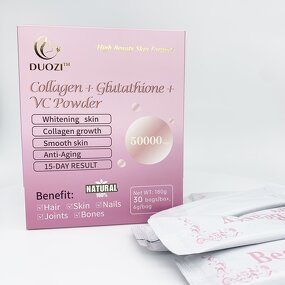 High Beauty Skin Formula
DUOZI™
Collagen + Glutathione +
VC Powder
Whitening skin
Collagen growth
Smooth skin
Anti-Aging
15-DAY RESULT
50000
NATURAL
100%
Benefit:
Hair Skin Nails
Joints Bones
Net WT: 180g
30 bags/box,
6g/bag